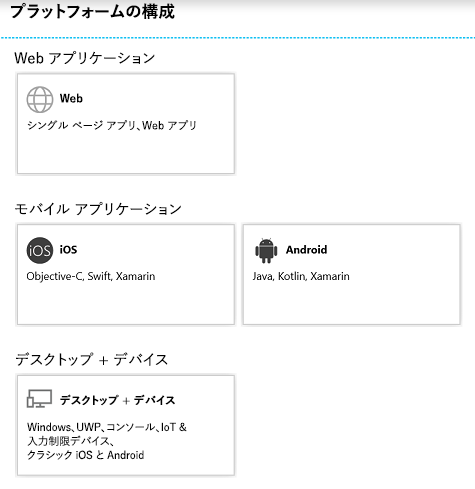 プラットフォームの構成
Web アプリケーション
Web
シングル ページ アプリ、Web アプリ
モバイル アプリケーション
iOS iOS
Objective-C, Swift, Xamarin
Android
Java, Kotlin, Xamarin
デスクトップ + デバイス
デスクトップ + デバイス
Windows、UWP、コンソール、IoT &
入力制限デバイス、
クラシック iOS と Android